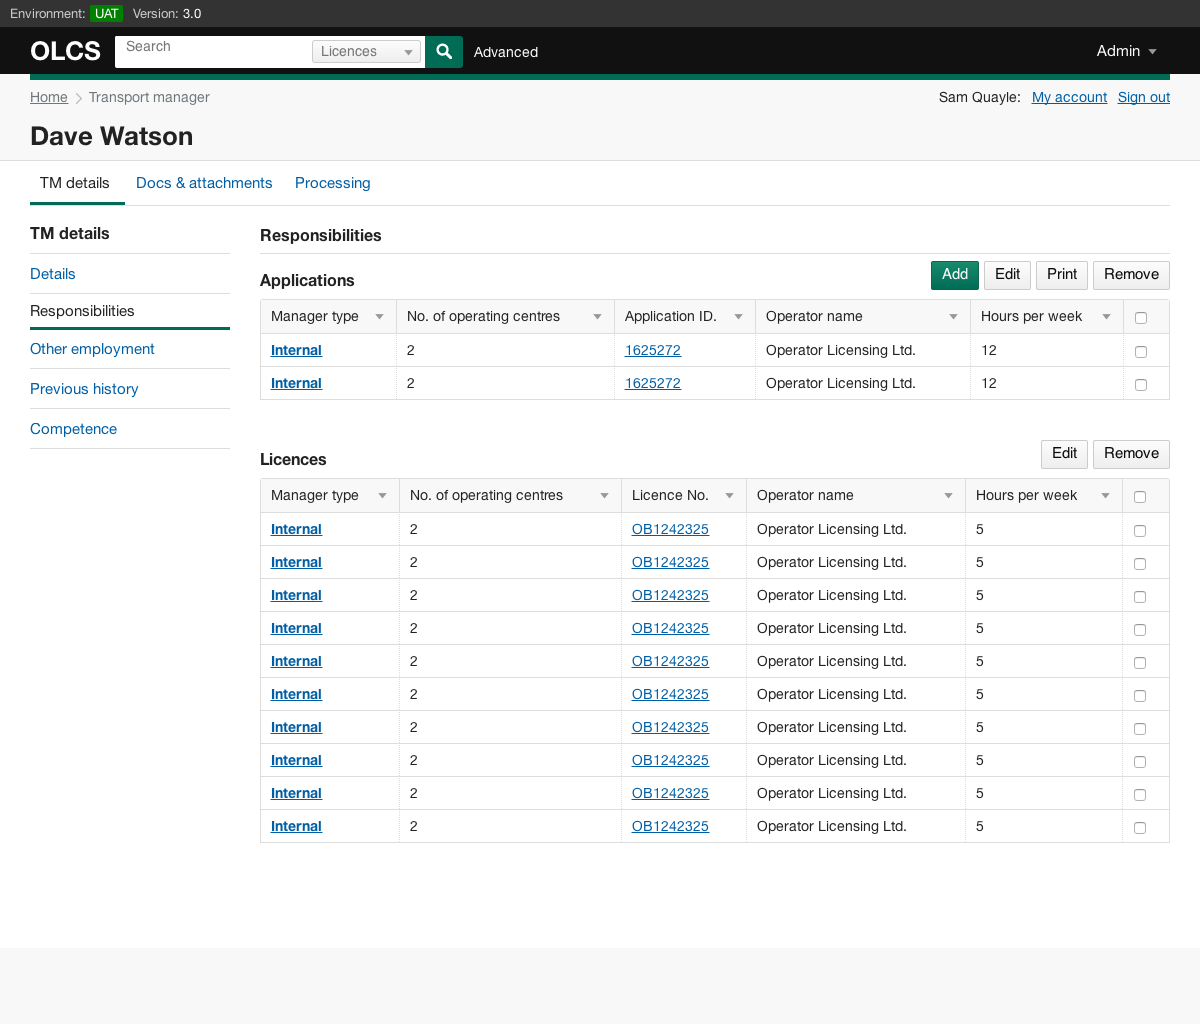 Environment: UAT Version: 3.0
OLCS Search Licences Advanced Admin
Home Transport manager Sam Quayle: My account Sign out
Dave Watson
TM details Docs & attachments Processing
TM details
Details
Responsibilities
Other employment
Previous history
Competence
Responsibilities
Applications Add Edit Print Remove
Manager type No. of operating centres Application ID. Operator name Hours per week
Internal 2 1625272 Operator Licensing Ltd. 12
Internal 2 1625272 Operator Licensing Ltd. 12
Licences Edit Remove
Manager type No. of operating centres Licence No. Operator name Hours per week
Internal 2 OB1242325 Operator Licensing Ltd. 5
Internal 2 OB1242325 Operator Licensing Ltd. 5
Internal 2 OB1242325 Operator Licensing Ltd. 5
Internal 2 OB1242325 Operator Licensing Ltd. 5
Internal 2 OB1242325 Operator Licensing Ltd. 5
Internal 2 OB1242325 Operator Licensing Ltd. 5
Internal 2 OB1242325 Operator Licensing Ltd. 5
Internal 2 OB1242325 Operator Licensing Ltd. 5
Internal 2 OB1242325 Operator Licensing Ltd. 5
Internal 2 OB1242325 Operator Licensing Ltd. 5